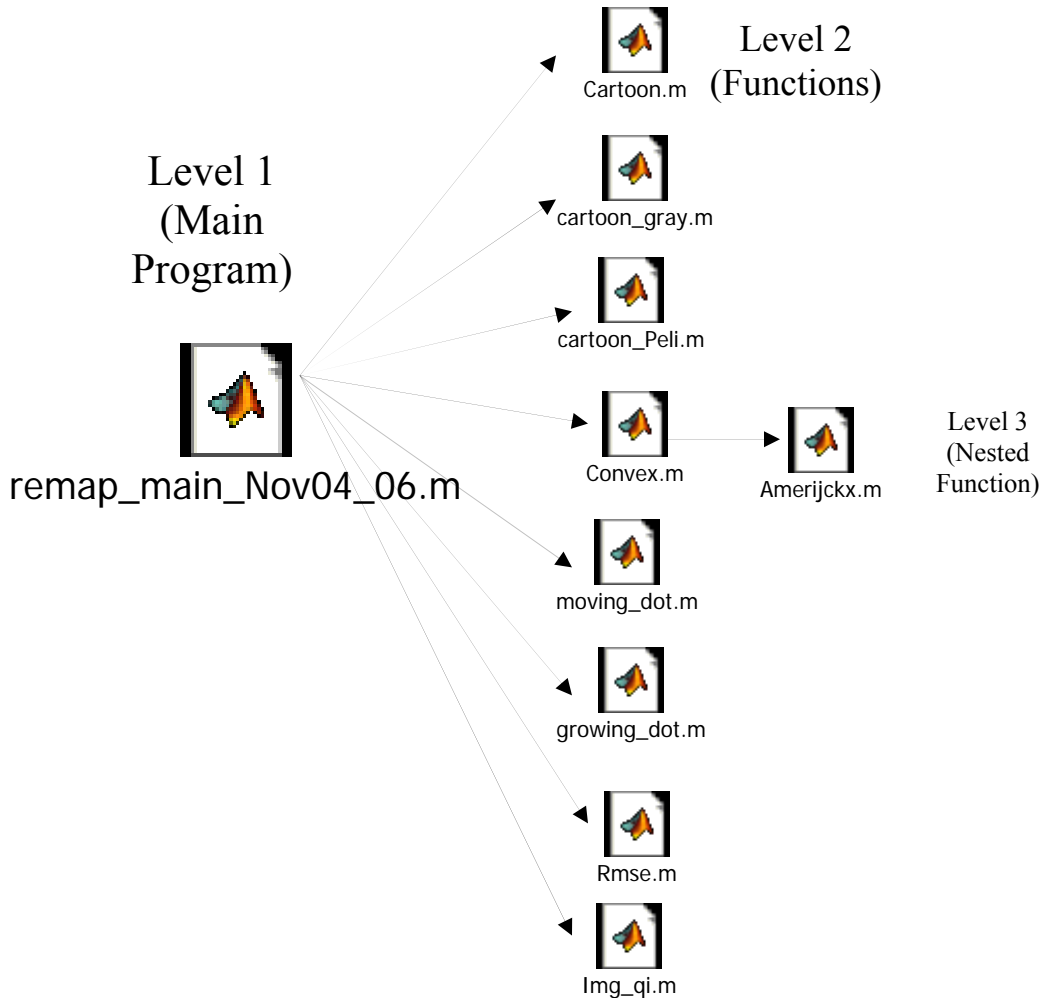 Level 1
(Main
Program)
remap_main_Nov04_06.m
Level 2
(Functions)
Cartoon.m
cartoon_gray.m
cartoon_Peli.m
Convex.m
moving_dot.m
growing_dot.m
Rmse.m
Img_qi.m
Level 3
(Nested
Function)
Amerijckx.m